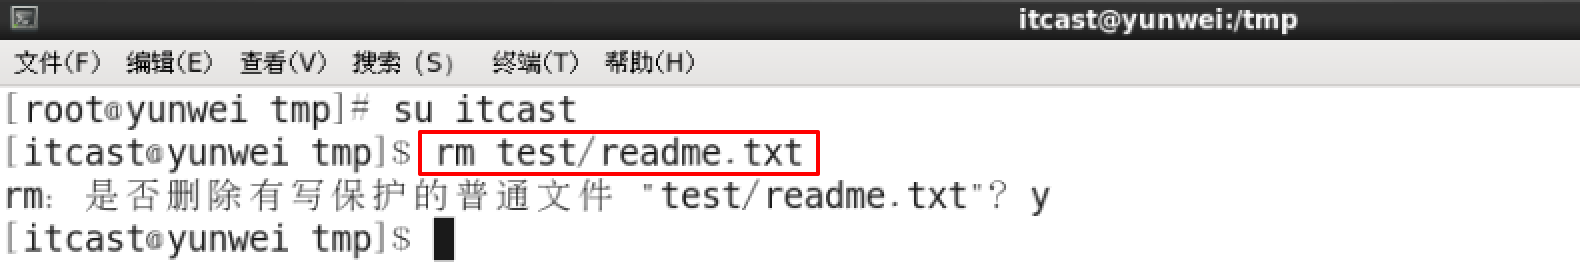 itcast@yunwei:/tmp
文件(F) 编辑(E) 查看(V) 搜索 (S) 终端(T) 帮助(H)
[root@yunwei tmp]# su itcast
[itcast@yunwei tmp]$ rm test/readme.txt
rm: 是否删除有写保护的普通文件 "test/readme.txt"? y
[itcast@yunwei tmp]$